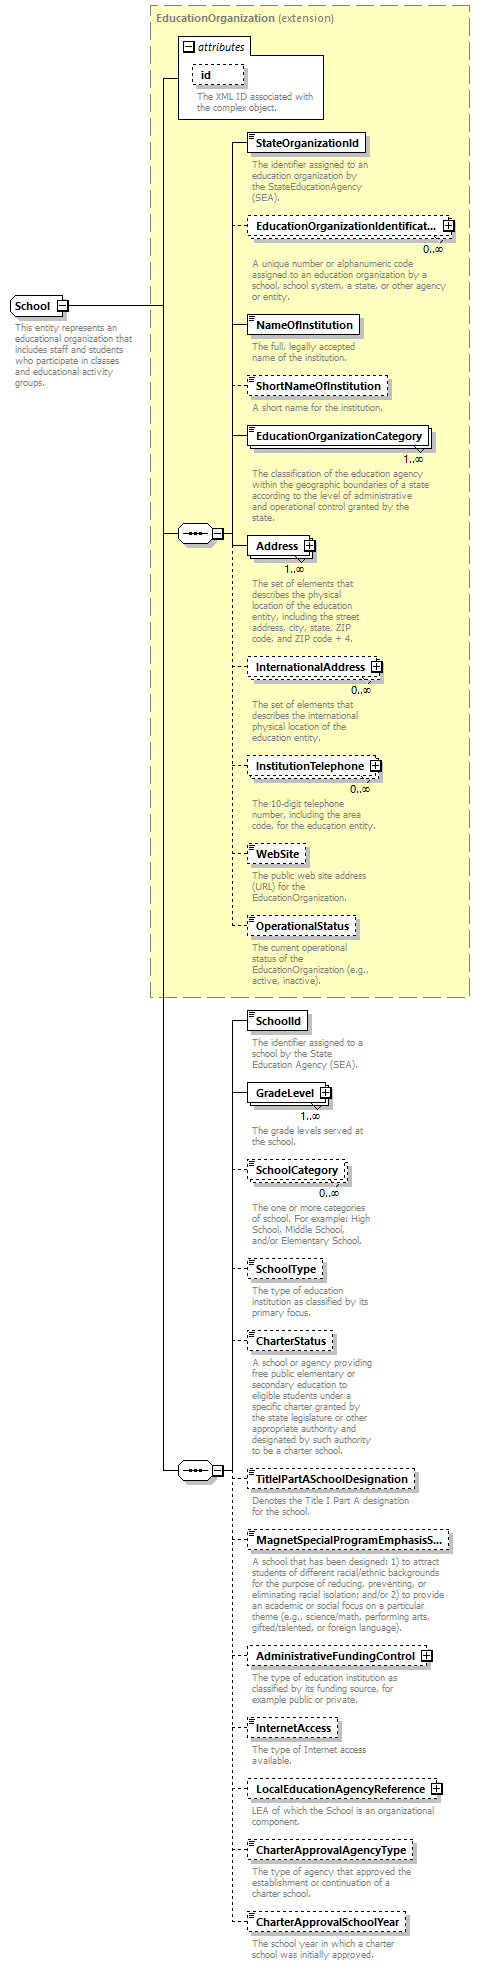 EducationOrganization (extension)
attributes
id
The XML ID associated with
the complex object.
StateOrganizationId
The identifier assigned to an
education organization by
the StateEducationAgency
(SEA).
EducationOrganizationIdentificat...
0..∞
A unique number or alphanumeric code
assigned to an education organization by a
school, school system, a state, or other agency
or entity.
School
This entity represents an
educational organization that
includes staff and students
who participate in classes
and educational activity
groups.
NameOfInstitution
The full, legally accepted
name of the institution.
ShortNameOfInstitution
A short name for the institution.
EducationOrganizationCategory
1..∞
The classification of the education agency
within the geographic boundaries of a state
according to the level of administrative
and operational control granted by the
state.
Address
1..∞
The set of elements that
describes the physical
location of the education
entity, including the street
address, city, state, ZIP
code, and ZIP code + 4.
InternationalAddress
0..∞
The set of elements that
describes the international
physical location of the
education entity.
InstitutionTelephone
0..∞
The 10-digit telephone
number, including the area
code, for the education entity.
WebSite
The public web site address
(URL) for the
EducationOrganization.
OperationalStatus
The current operational
status of the
EducationOrganization (e.g.,
active, inactive).
SchoolId
The identifier assigned to a
school by the State
Education Agency (SEA).
GradeLevel
1..∞
The grade levels served at
the school.
SchoolCategory
0..∞
The one or more categories
of school. For example: High
School, Middle School,
and/or Elementary School.
SchoolType
The type of education
institution as classified by its
primary focus.
CharterStatus
A school or agency providing
free public elementary or
secondary education to
eligible students under a
specific charter granted by
the state legislature or other
appropriate authority and
designated by such authority
to be a charter school.
TitleIPartASchoolDesignation
Denotes the Title I Part A designation
for the school.
MagnetSpecialProgramEmphasisS...
A school that has been designed: 1) to attract
students of different racial/ethnic backgrounds
for the purpose of reducing, preventing, or
eliminating racial isolation; and/or 2) to provide
an academic or social focus on a particular
theme (e.g., science/math, performing arts,
gifted/talented, or foreign language).
AdministrativeFundingControl
The type of education institution as
classified by its funding source, for
example public or private.
InternetAccess
The type of Internet access
available.
LocalEducationAgencyReference
LEA of which the School is an organizational
component.
CharterApprovalAgencyType
The type of agency that approved the
establishment or continuation of a
charter school.
CharterApprovalSchoolYear
The school year in which a charter
school was initially approved.